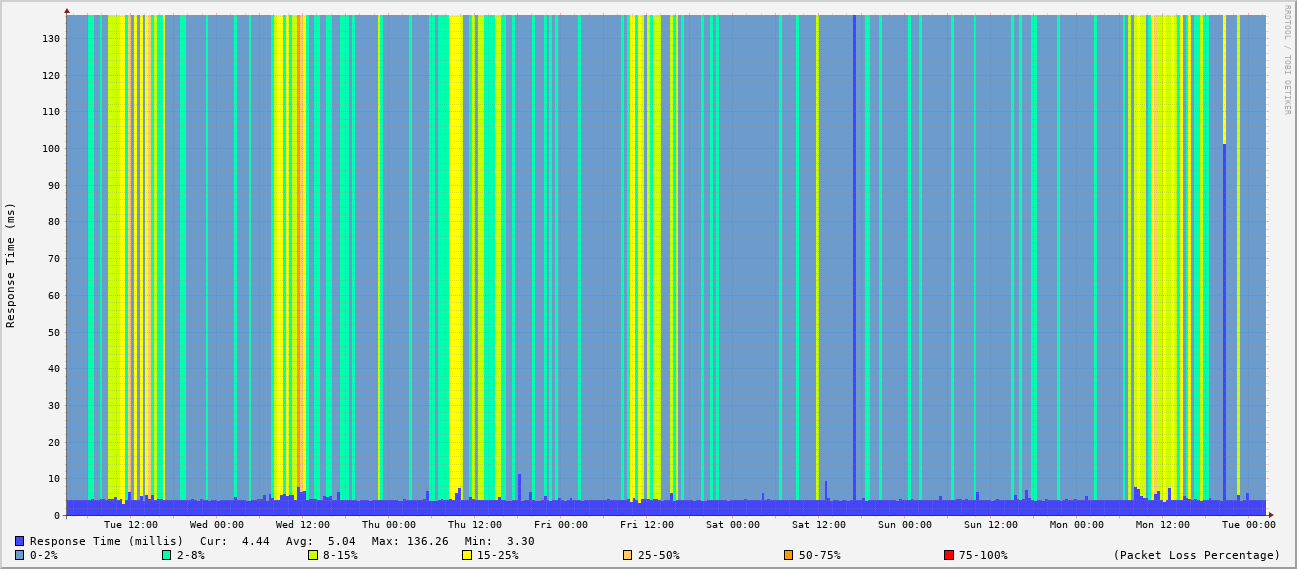 RRDTOOL / TOBI OETIKER
Response Time (ms)
130
120
110
100
90
80
70
60
50
40
30
20
10
0
Tue 12:00 Wed 00:00 Wed 12:00 Thu 00:00 Thu 12:00 Fri 00:00 Fri 12:00 Sat 00:00 Sat 12:00 Sun 00:00 Sun 12:00 Mon 00:00 Mon 12:00 Tue 00:00
Response Time (millis) Cur: 4.44 Avg: 5.04 Max: 136.26 Min: 3.30
0-2% 2-8% 8-15% 15-25% 25-50% 50-75% 75-100% (Packet Loss Percentage)